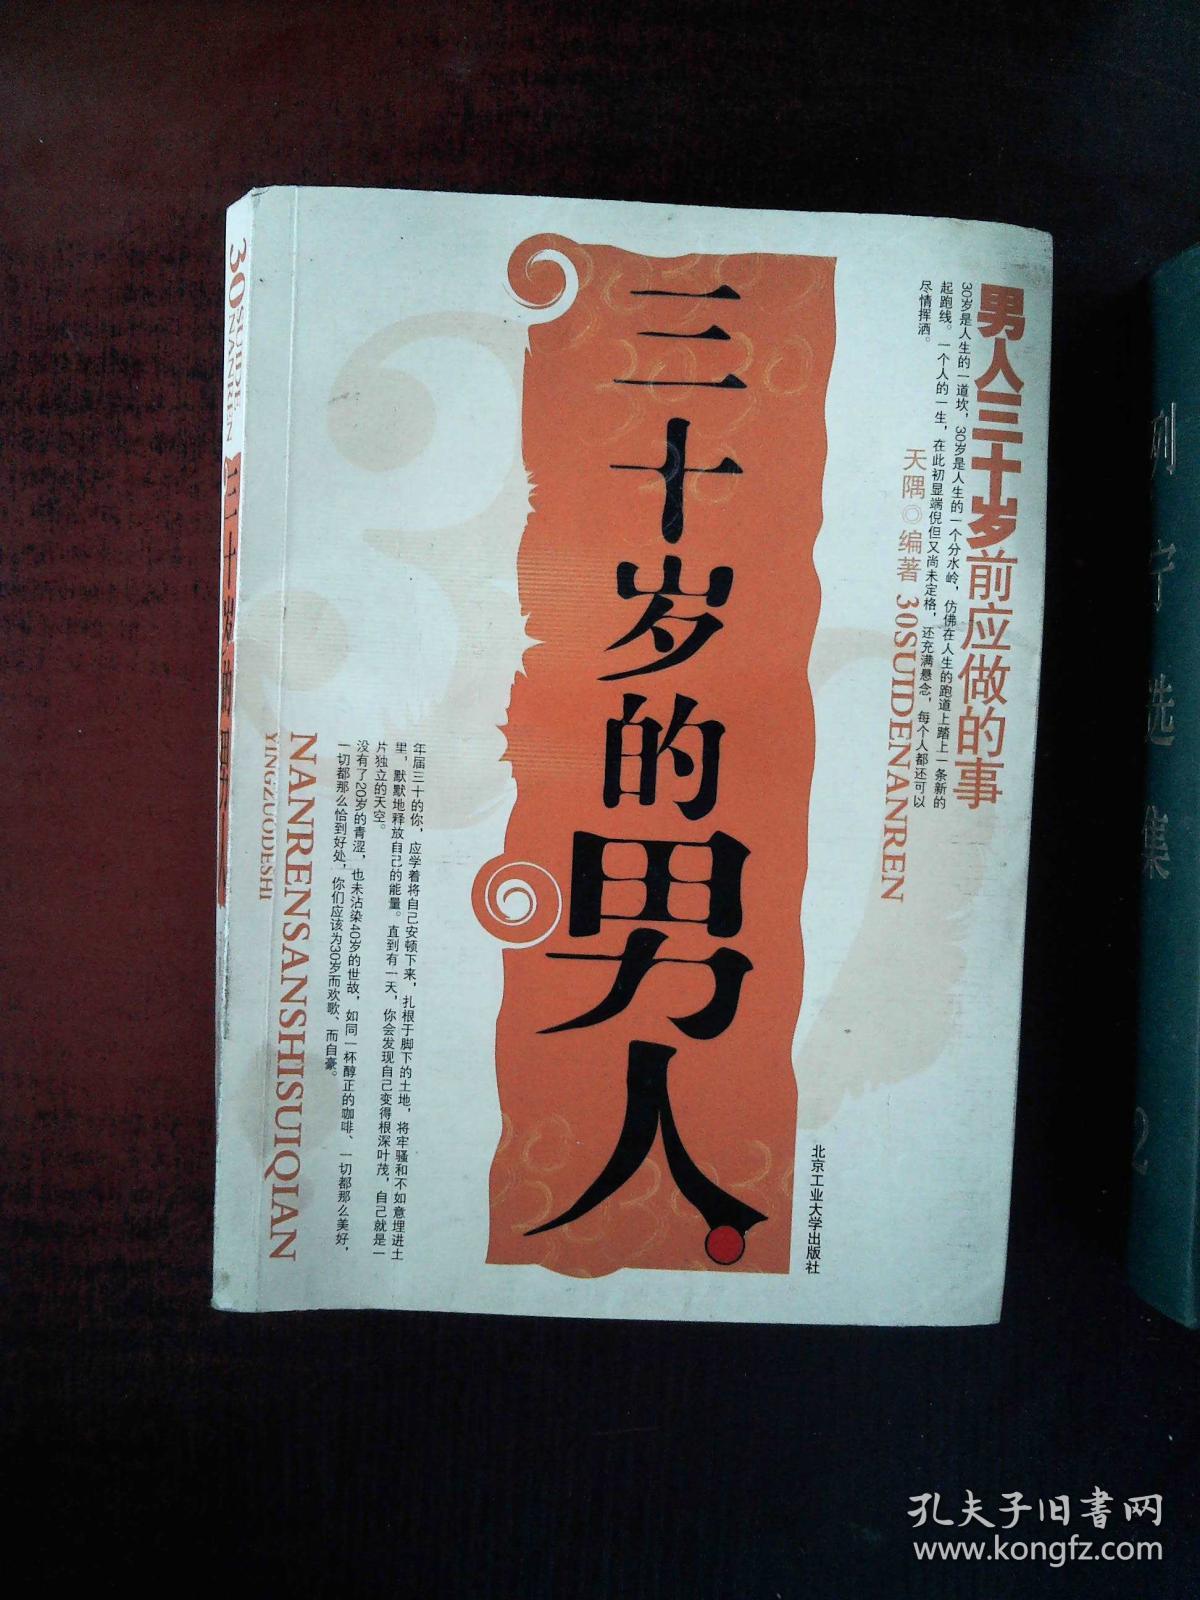 男人三十岁前应做的事
30岁是人生的一道坎，30岁是人生的一个分水岭，仿佛在人生的跑道上踏上一条新的
起跑线。一个人的一生，在此初显端倪但又尚未定格，还充满悬念，每个人都还可以
尽情挥洒。
天隅◎编著 30SUIDENANREN
三十岁的男人
北京工业大学出版社
年届三十的你，应学着将自己安顿下来，扎根于脚下的土地，将牢骚和不如意埋进土
里，默默地释放自己的能量。直到有一天，你会发现自己变得根深叶茂，自己就是一
片独立的天空。
没有了20岁的青涩，也未沾染40岁的世故，如同一杯醇正的咖啡、一切都那么美好，
一切都那么恰到好处，你们应该为30岁而欢歌、而自豪。
NANRENSANSHISUIQIAN
YINGZUODESHI
30SUIDE
NANREN
三十岁的男人
列宁选集
2
孔夫子旧书网
www.kongfz.com